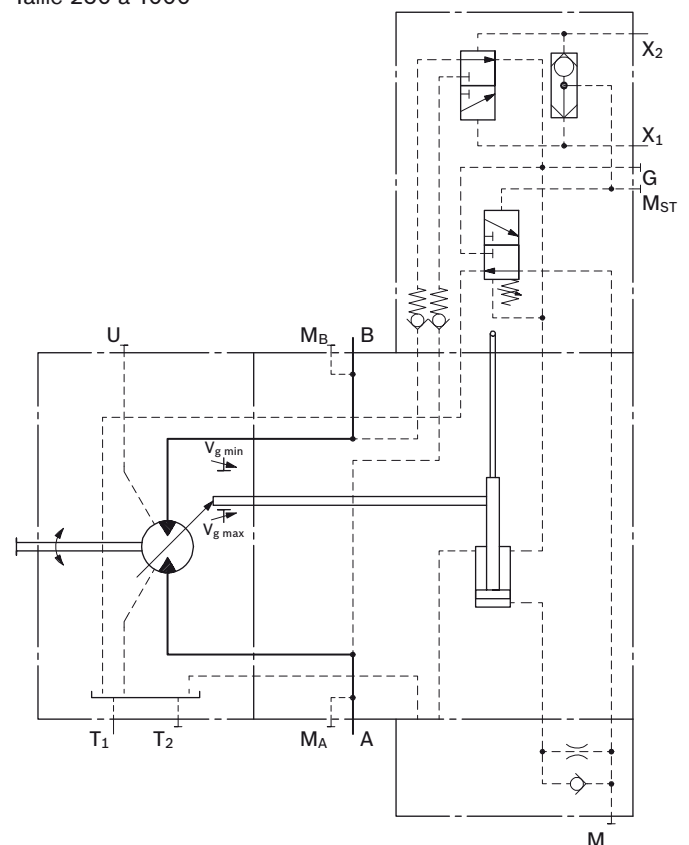 Taille 250 à 1000
X2
X1
G
MST
U
MB
B
Vg min
Vg max
T1
T2
MA
A
M